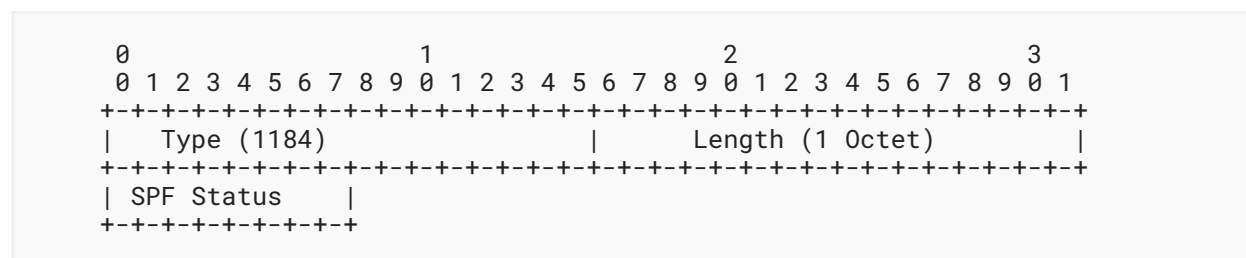 0                   1                   2                   3
 0 1 2 3 4 5 6 7 8 9 0 1 2 3 4 5 6 7 8 9 0 1 2 3 4 5 6 7 8 9 0 1
+-+-+-+-+-+-+-+-+-+-+-+-+-+-+-+-+-+-+-+-+-+-+-+-+-+-+-+-+-+-+-+-+
|   Type (1184)                 |      Length (1 Octet)         |
+-+-+-+-+-+-+-+-+-+-+-+-+-+-+-+-+-+-+-+-+-+-+-+-+-+-+-+-+-+-+-+-+
| SPF Status    |
+-+-+-+-+-+-+-+-+